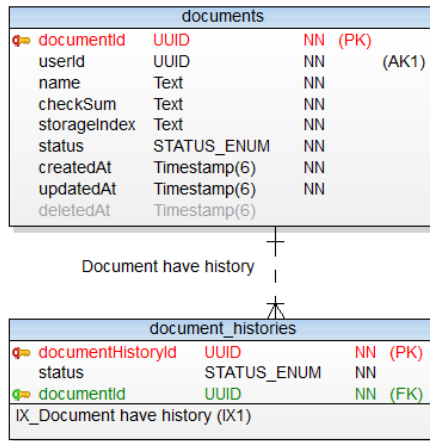 documents
documentId UUID NN (PK)
userId UUID NN (AK1)
name Text NN
checkSum Text NN
storageIndex Text NN
status STATUS_ENUM NN
createdAt Timestamp(6) NN
updatedAt Timestamp(6) NN
deletedAt Timestamp(6)
Document have history
document_histories
documentHistoryId UUID NN (PK)
status STATUS_ENUM NN
documentId UUID NN (FK)
IX_Document have history (IX1)